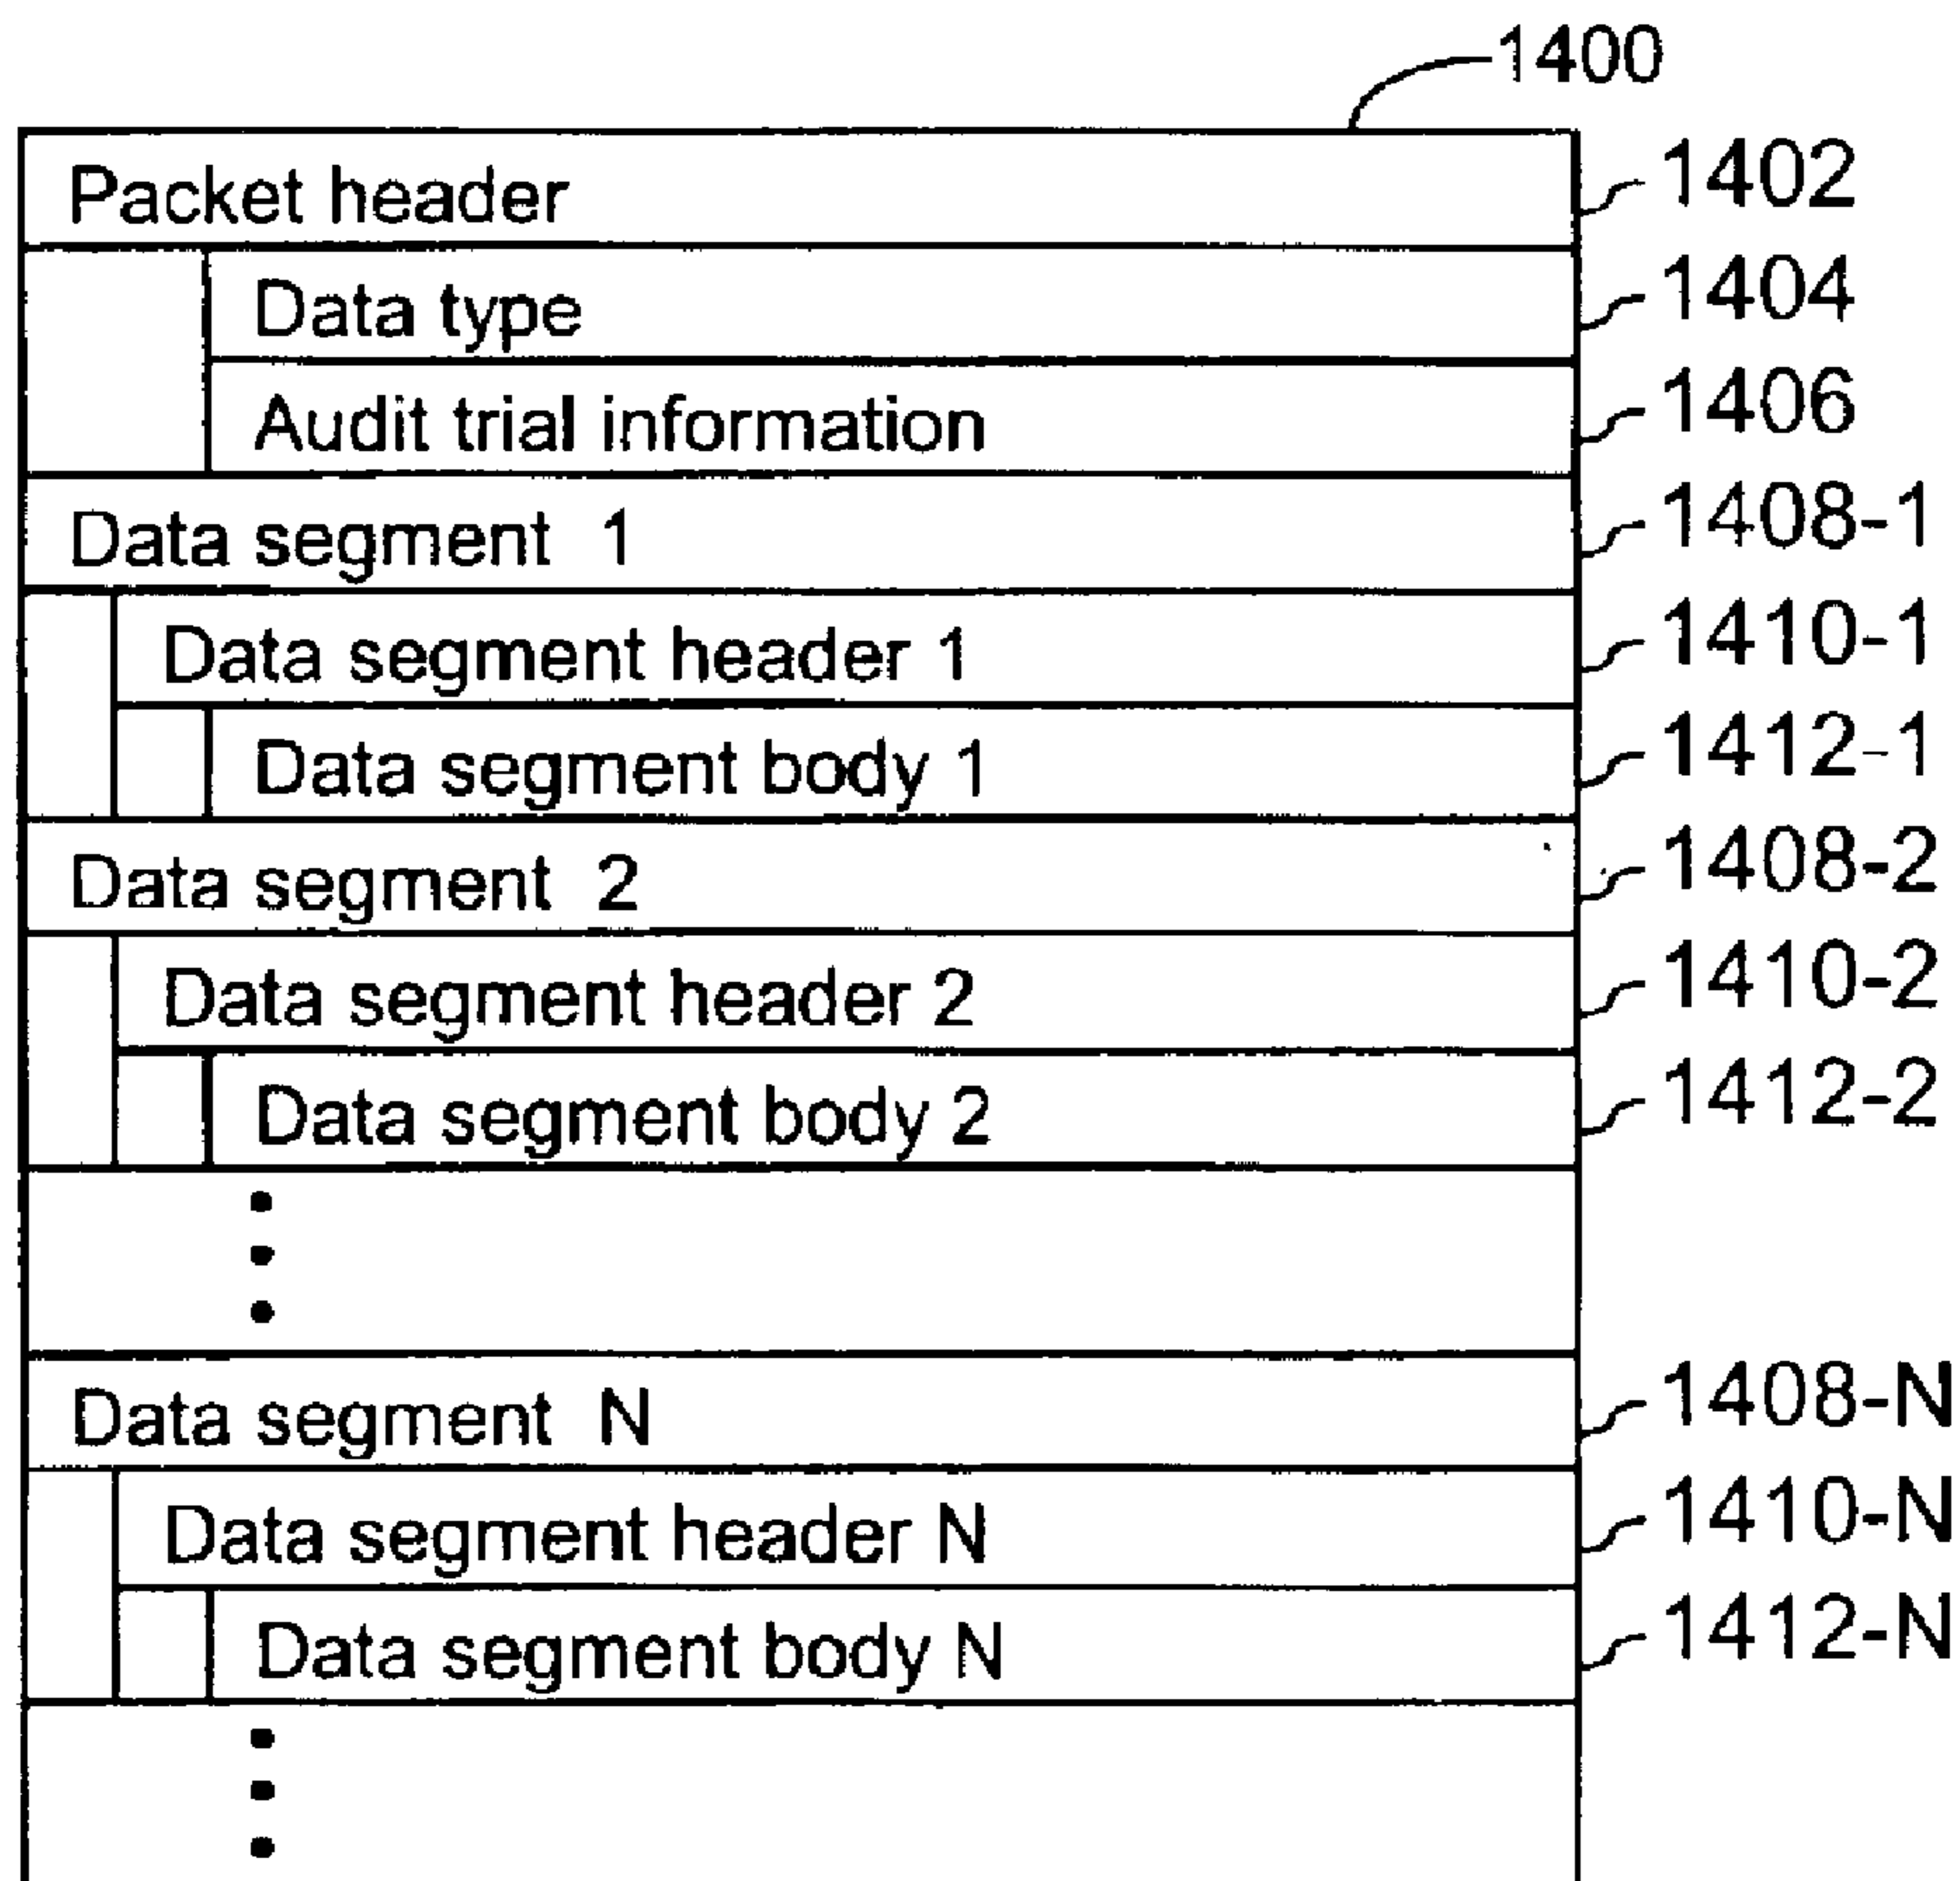 1400
Packet header 1402
Data type 1404
Audit trial information 1406
Data segment 1 1408-1
Data segment header 1 1410-1
Data segment body 1 1412-1
Data segment 2 1408-2
Data segment header 2 1410-2
Data segment body 2 1412-2
Data segment N 1408-N
Data segment header N 1410-N
Data segment body N 1412-N